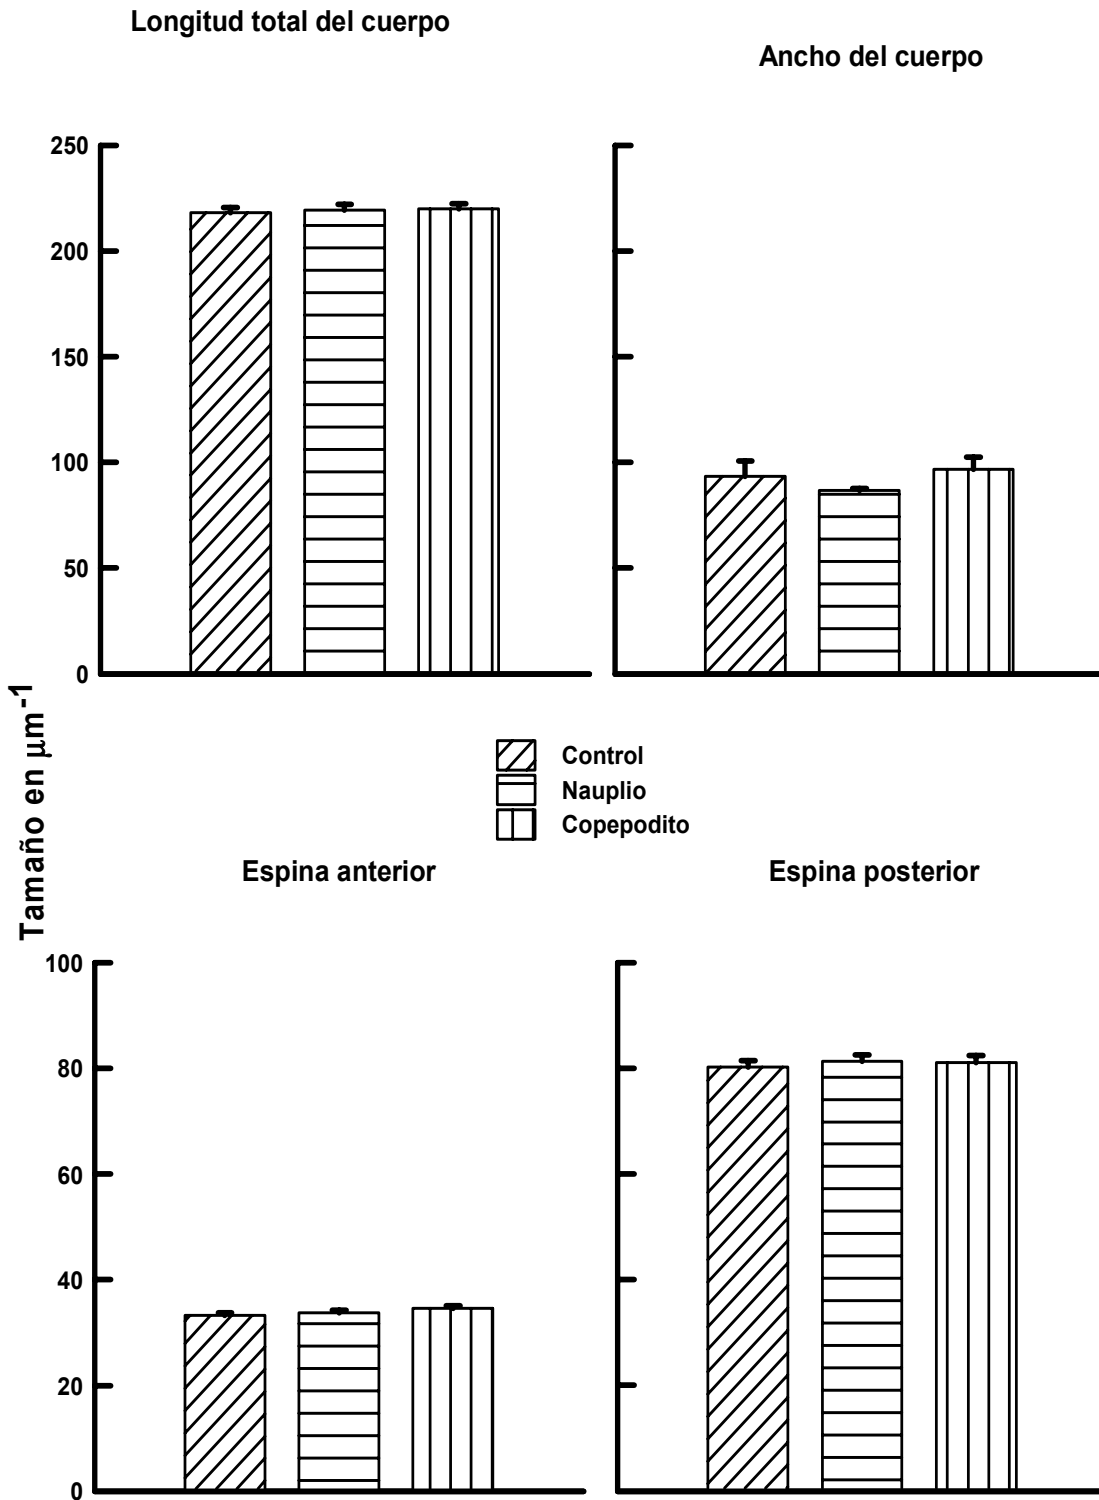 Longitud total del cuerpo
Ancho del cuerpo
250
200
150
100
50
0
Tamaño en μm⁻¹
Control
Nauplio
Copepodito
Espina anterior
Espina posterior
100
80
60
40
20
0